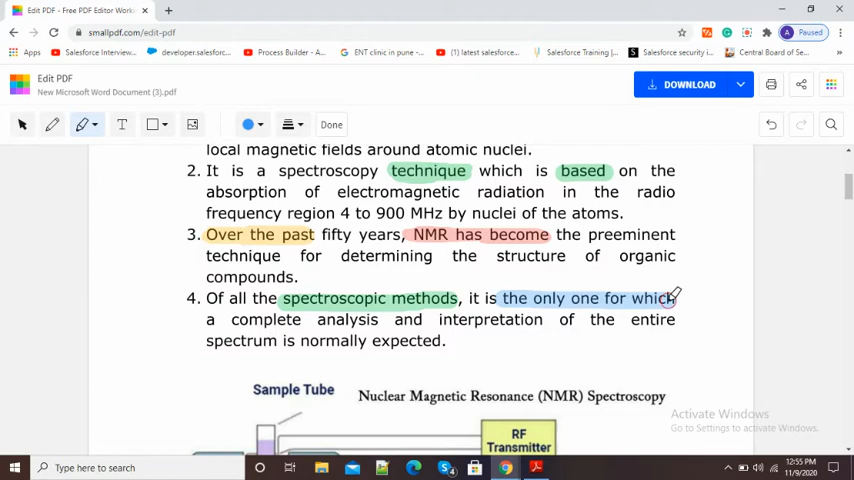 Edit PDF - Free PDF Editor Work
smallpdf.com/edit-pdf
A Paused
Apps
Salesforce Interview...
developer.salesforc...
Process Builder - A...
ENT clinic in pune -...
(1) latest salesforce...
Salesforce Training |...
Salesforce security i...
Central Board of Se...
Edit PDF
New Microsoft Word Document (3).pdf
DOWNLOAD
T
Done
local magnetic fields around atomic nuclei.
2. It is a spectroscopy technique which is based on the
absorption of electromagnetic radiation in the radio
frequency region 4 to 900 MHz by nuclei of the atoms.
3. Over the past fifty years, NMR has become the preeminent
technique for determining the structure of organic
compounds.
4. Of all the spectroscopic methods, it is the only one for which
a complete analysis and interpretation of the entire
spectrum is normally expected.
Sample Tube
Nuclear Magnetic Resonance (NMR) Spectroscopy
RF
Transmitter
Activate Windows
Go to Settings to activate Windows.
Type here to search
12:55 PM
11/9/2020